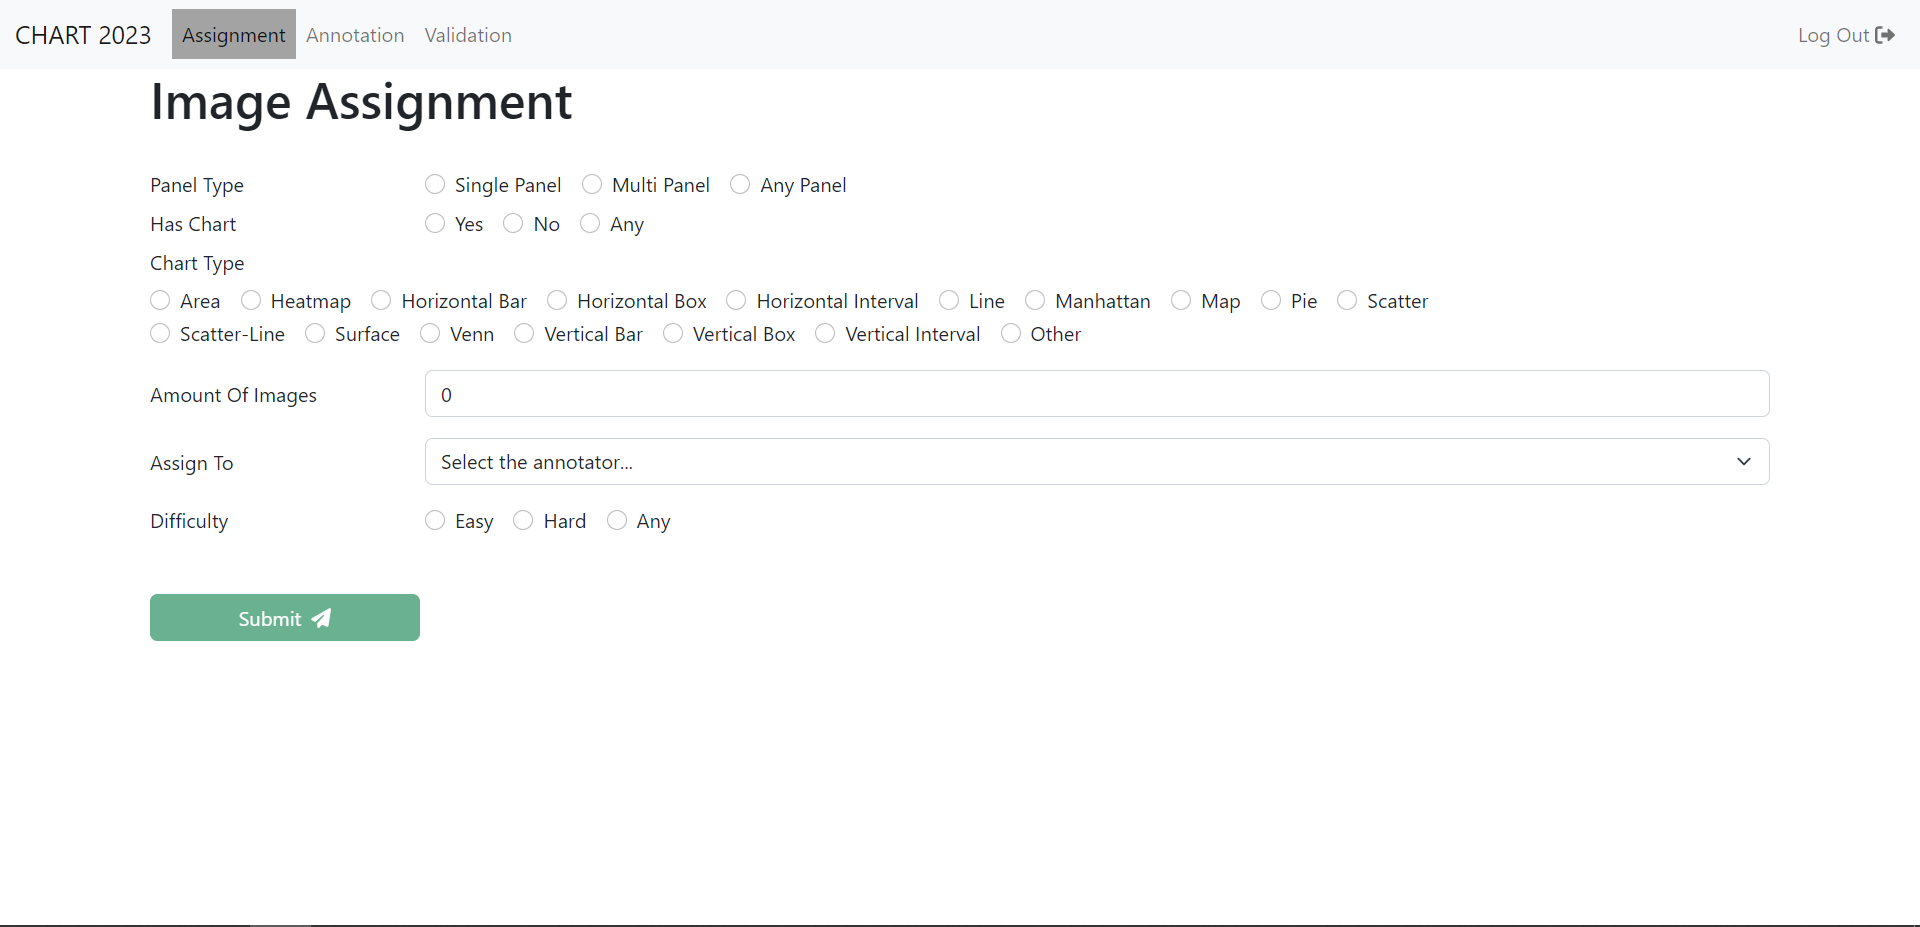 CHART 2023 Assignment Annotation Validation Log Out
Image Assignment
Panel Type Single Panel Multi Panel Any Panel
Has Chart Yes No Any
Chart Type
Area Heatmap Horizontal Bar Horizontal Box Horizontal Interval Line Manhattan Map Pie Scatter
Scatter-Line Surface Venn Vertical Bar Vertical Box Vertical Interval Other
Amount Of Images 0
Assign To Select the annotator...
Difficulty Easy Hard Any
Submit